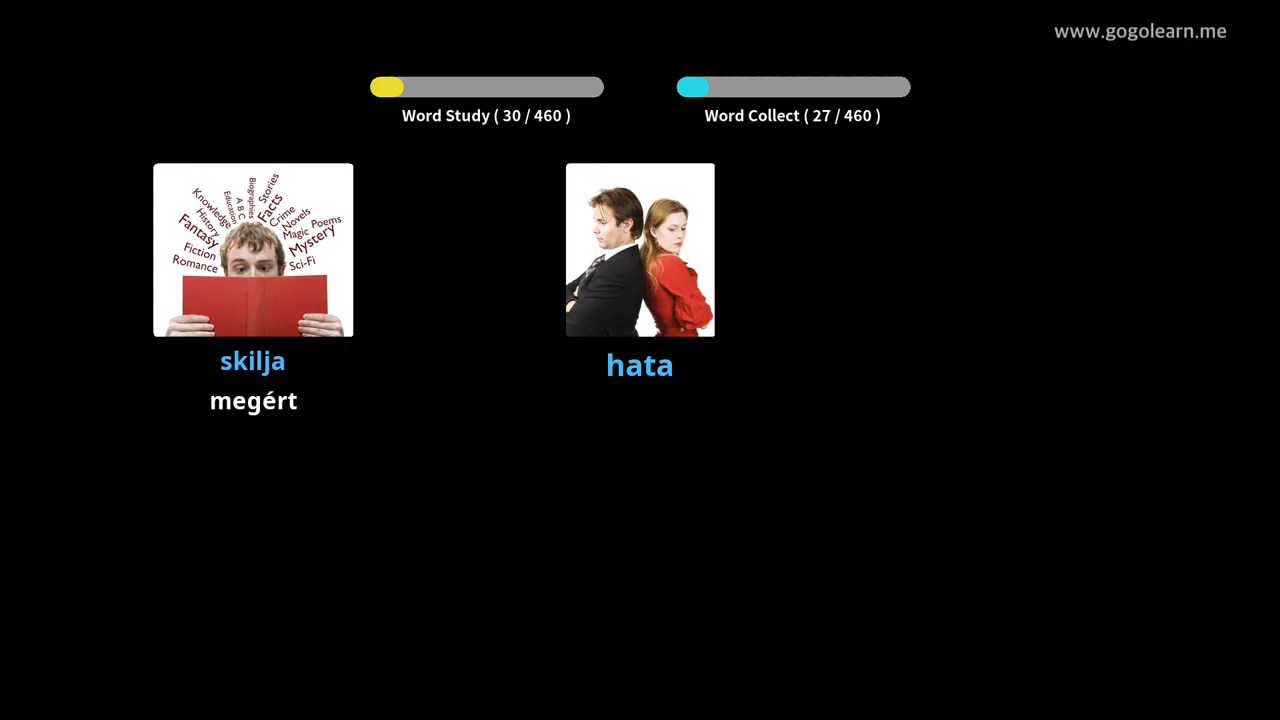 www.gogolearn.me
Word Study ( 30 / 460 )
Word Collect ( 27 / 460 )
Biographies
Stories
Knowledge
Education
A B C
Facts
History
Crime
Novels
Fantasy
Magic
Poems
Fiction
Mystery
Romance
Sci-Fi
skilja
hata
megért